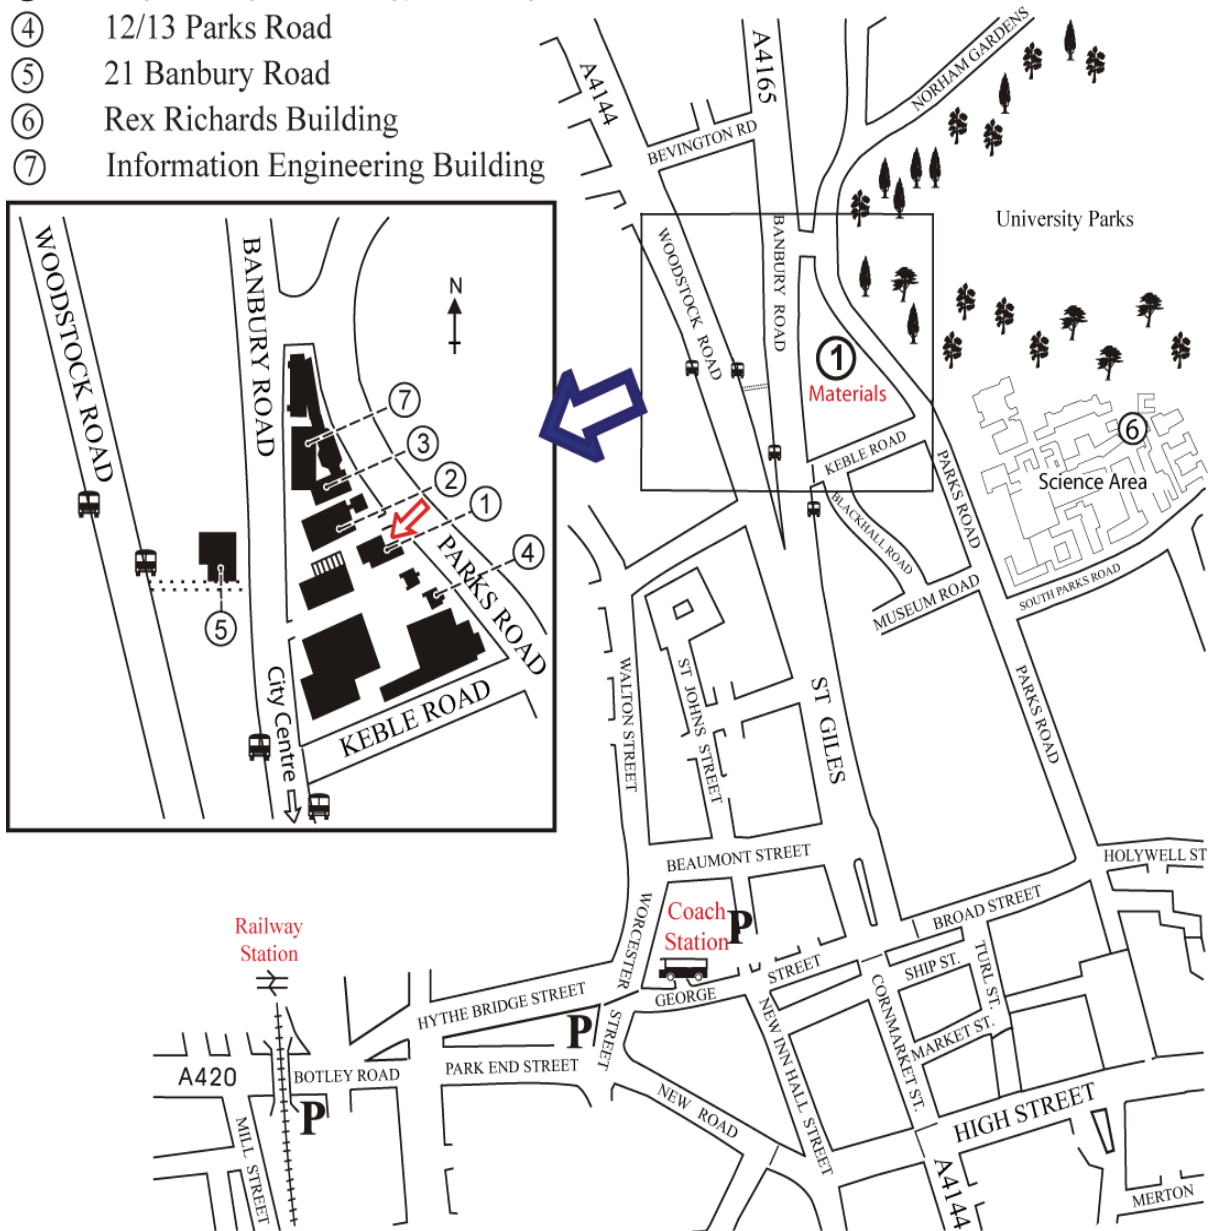 ④ 12/13 Parks Road
⑤ 21 Banbury Road
⑥ Rex Richards Building
⑦ Information Engineering Building
A4144
A4165
NORHAM GARDENS
BEVINGTON RD
University Parks
WOODSTOCK ROAD
BANBURY ROAD
1
Materials
KEBLE ROAD
PARKS ROAD
6
Science Area
BLACKHALL ROAD
MUSEUM ROAD
SOUTH PARKS ROAD
WOODSTOCK ROAD
BANBURY ROAD
N
7
3
2
1
4
5
PARKS ROAD
KEBLE ROAD
City Centre
WALTON STREET
ST JOHNS STREET
ST GILES
PARKS ROAD
BEAUMONT STREET
HOLYWELL ST
WORCESTER
STREET
Coach
Station
P
BROAD STREET
Railway
Station
GEORGE
STREET
SHIP ST.
TURL ST.
HYTHE BRIDGE STREET
CORNMARKET ST.
MARKET ST.
NEW INN HALL STREET
P
A420
BOTLEY ROAD
PARK END STREET
P
MILL STREET
NEW ROAD
HIGH STREET
A4144
MERTON